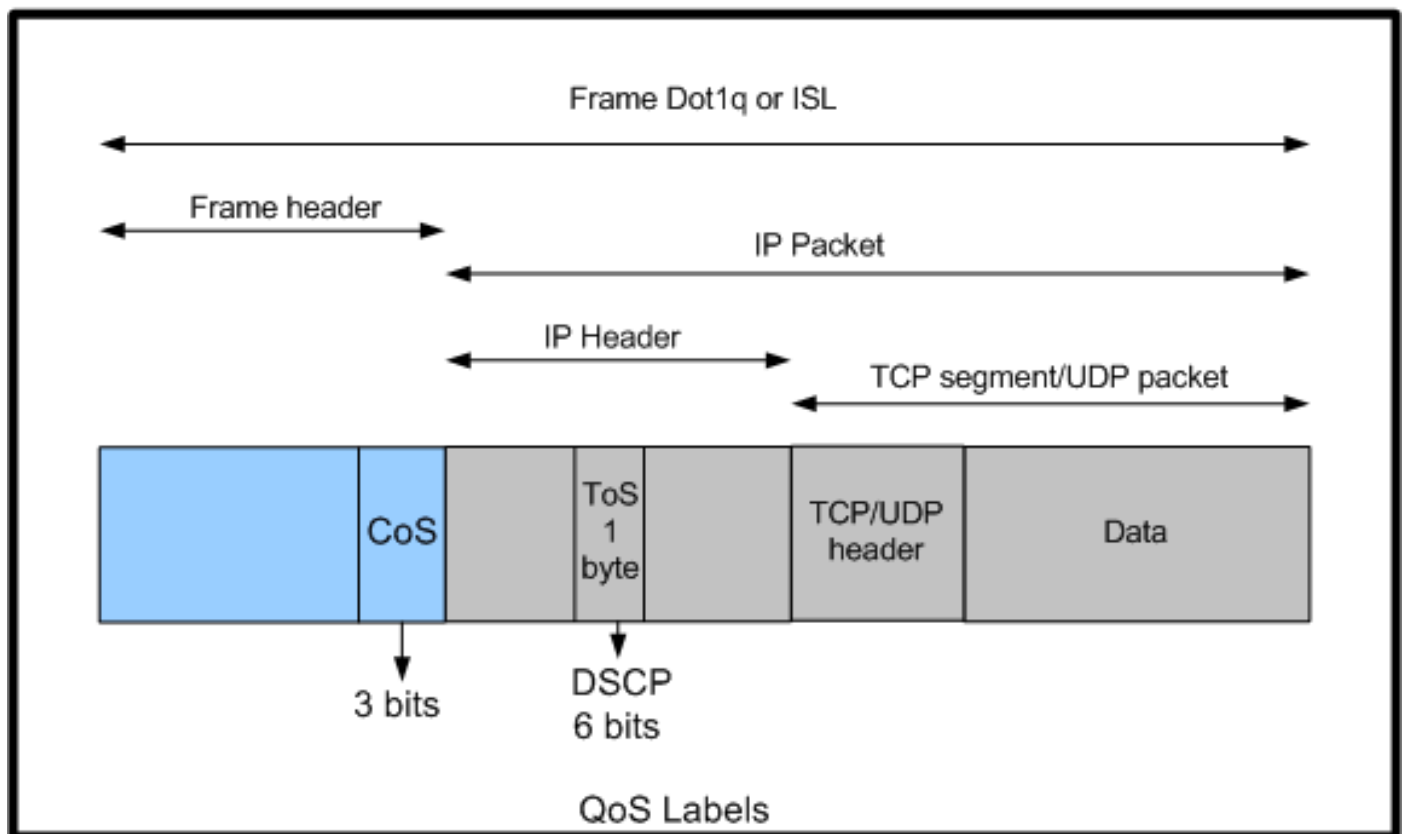 Frame Dot1q or ISL
Frame header
IP Packet
IP Header
TCP segment/UDP packet
CoS
ToS
1
byte
TCP/UDP
header
Data
3 bits
DSCP
6 bits
QoS Labels